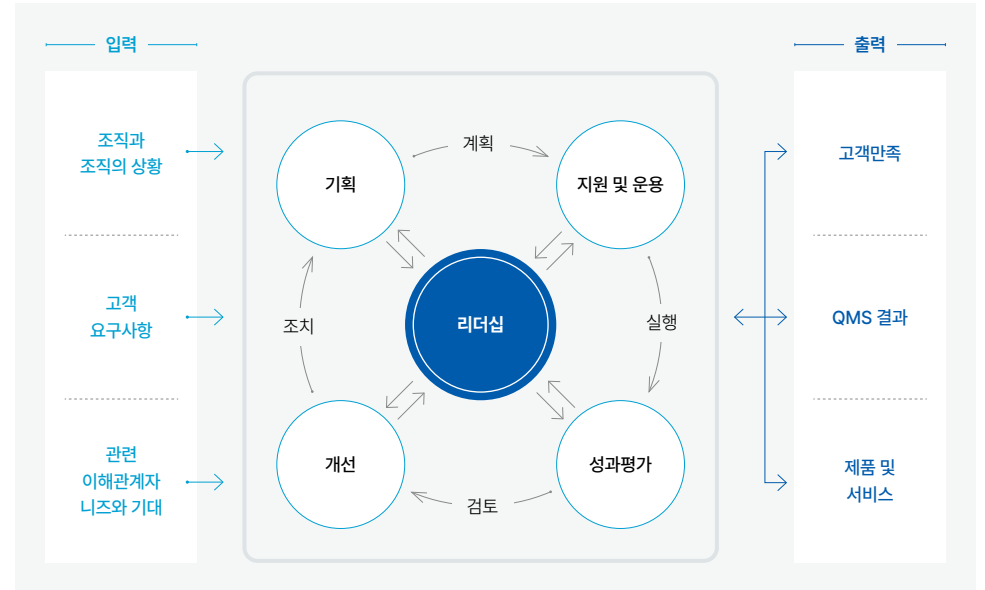 입력
조직과
조직의 상황
고객
요구사항
관련
이해관계자
니즈와 기대
기획
계획
지원 및 운용
조치
리더십
실행
개선
검토
성과평가
출력
고객만족
QMS 결과
제품 및
서비스